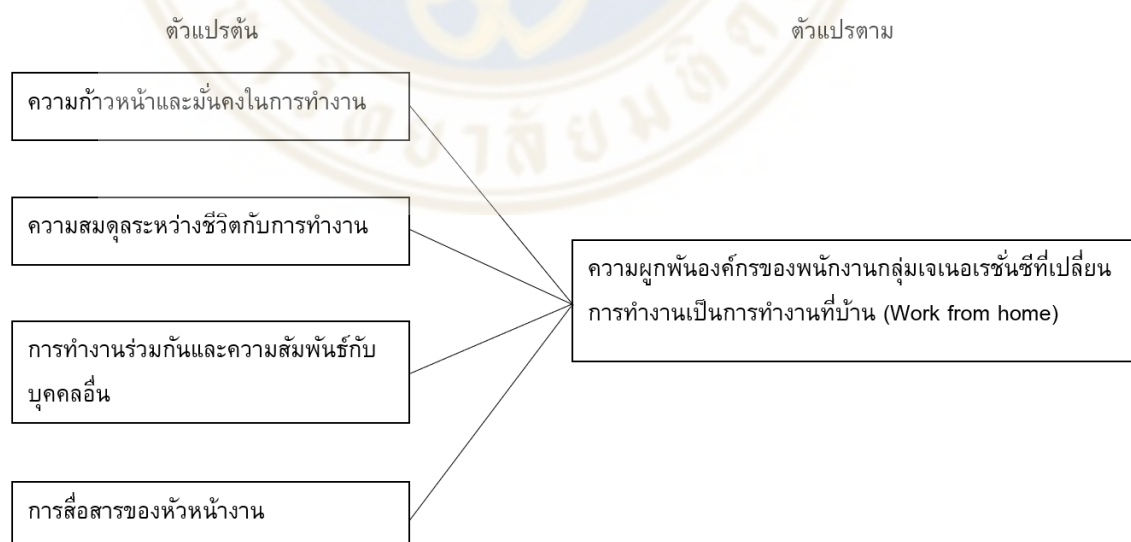 ตัวแปรต้น
ตัวแปรตาม
ความก้าวหน้าและมั่นคงในการทำงาน
ความสมดุลระหว่างชีวิตกับการทำงาน
การทำงานร่วมกันและความสัมพันธ์กับ
บุคคลอื่น
การสื่อสารของหัวหน้างาน
ความผูกพันองค์กรของพนักงานกลุ่มเจเนอเรชั่นซีที่เปลี่ยน
การทำงานเป็นการทำงานที่บ้าน (Work from home)